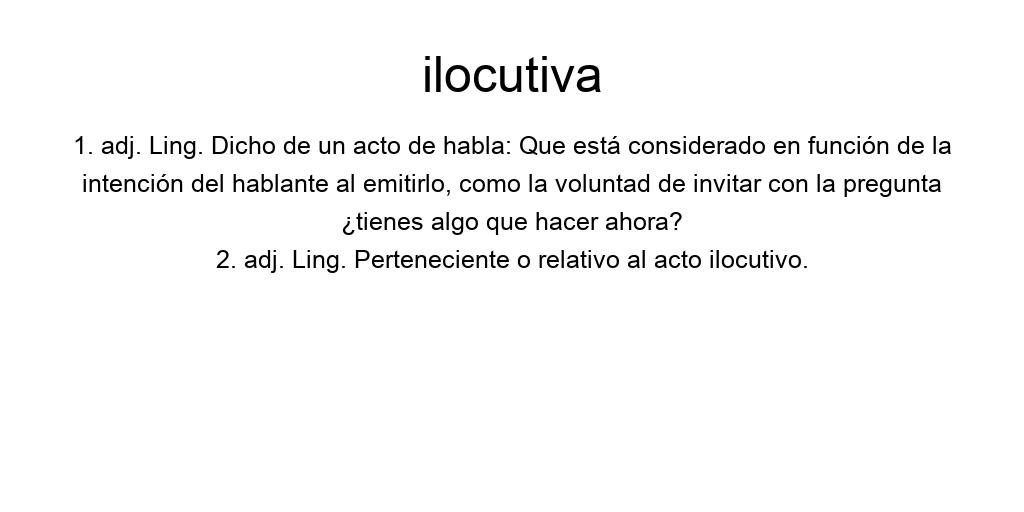 ilocutiva
1. adj. Ling. Dicho de un acto de habla: Que está considerado en función de la
intención del hablante al emitirlo, como la voluntad de invitar con la pregunta
¿tienes algo que hacer ahora?
2. adj. Ling. Perteneciente o relativo al acto ilocutivo.